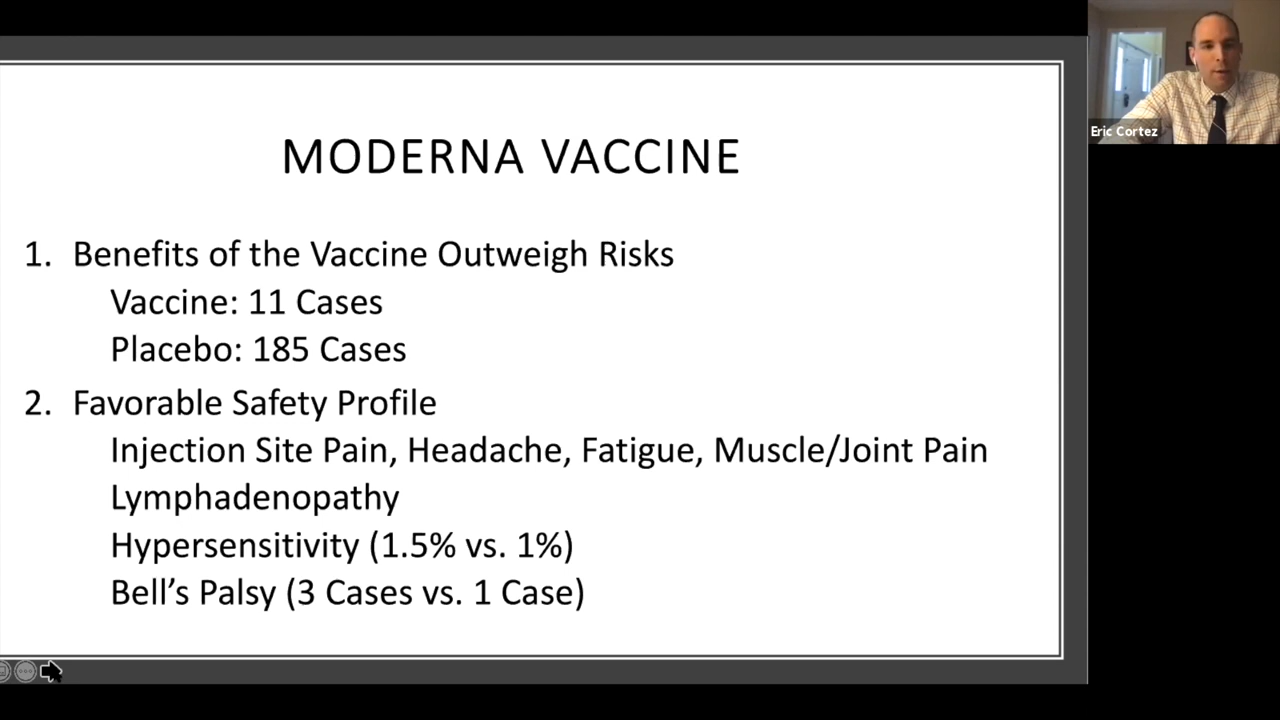 MODERNA VACCINE
1. Benefits of the Vaccine Outweigh Risks
Vaccine: 11 Cases
Placebo: 185 Cases
2. Favorable Safety Profile
Injection Site Pain, Headache, Fatigue, Muscle/Joint Pain
Lymphadenopathy
Hypersensitivity (1.5% vs. 1%)
Bell’s Palsy (3 Cases vs. 1 Case)
Eric Cortez